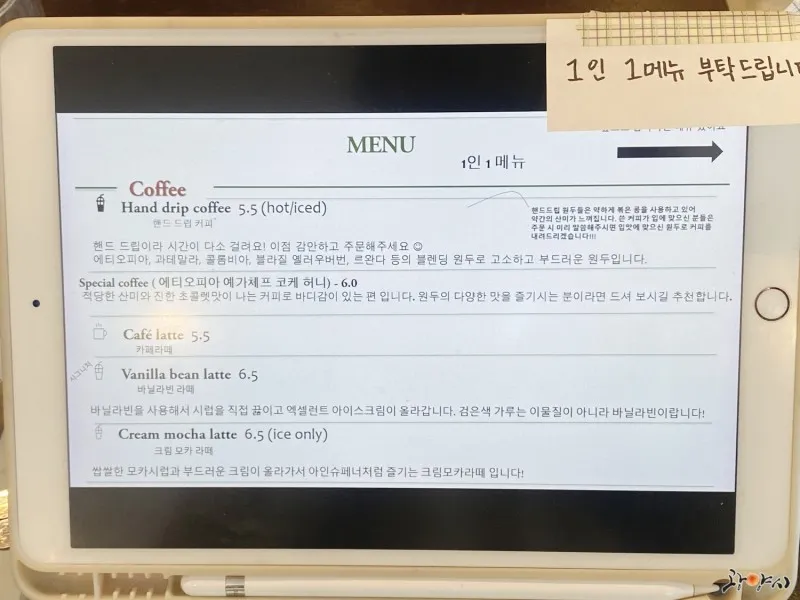 1인 1메뉴 부탁드립니다
MENU
1인 1 메뉴
Coffee
Hand drip coffee 5.5 (hot/iced)
핸드 드립 커피
핸드드립 원두들은 약하게 볶은 콩을 사용하고 있어
약간의 산미가 느껴집니다. 쓴 커피가 입에 맞으신 분들은
주문 시 미리 말씀해주시면 입맛에 맞으신 원두로 커피를
내려드리겠습니다!!!
핸드 드립이라 시간이 다소 걸려요! 이점 감안하고 주문해주세요 ☺
에티오피아, 과테말라, 콜롬비아, 브라질 옐러우버번, 르완다 등의 블렌딩 원두로 고소하고 부드러운 원두입니다.
Special coffee ( 에티오피아 예가체프 코케 허니) - 6.0
적당한 산미와 진한 초콜렛맛이 나는 커피로 바디감이 있는 편 입니다. 원두의 다양한 맛을 즐기시는 분이라면 드셔 보시길 추천합니다.
Café latte 5.5
카페라떼
시그니처
Vanilla bean latte 6.5
바닐라빈 라떼
바닐라빈을 사용해서 시럽을 직접 끓이고 엑셀런트 아이스크림이 올라갑니다. 검은색 가루는 이물질이 아니라 바닐라빈이랍니다!
Cream mocha latte 6.5 (ice only)
크림 모카 라떼
쌉쌀한 모카시럽과 부드러운 크림이 올라가서 아인슈페너처럼 즐기는 크림모카라떼 입니다!
광양시